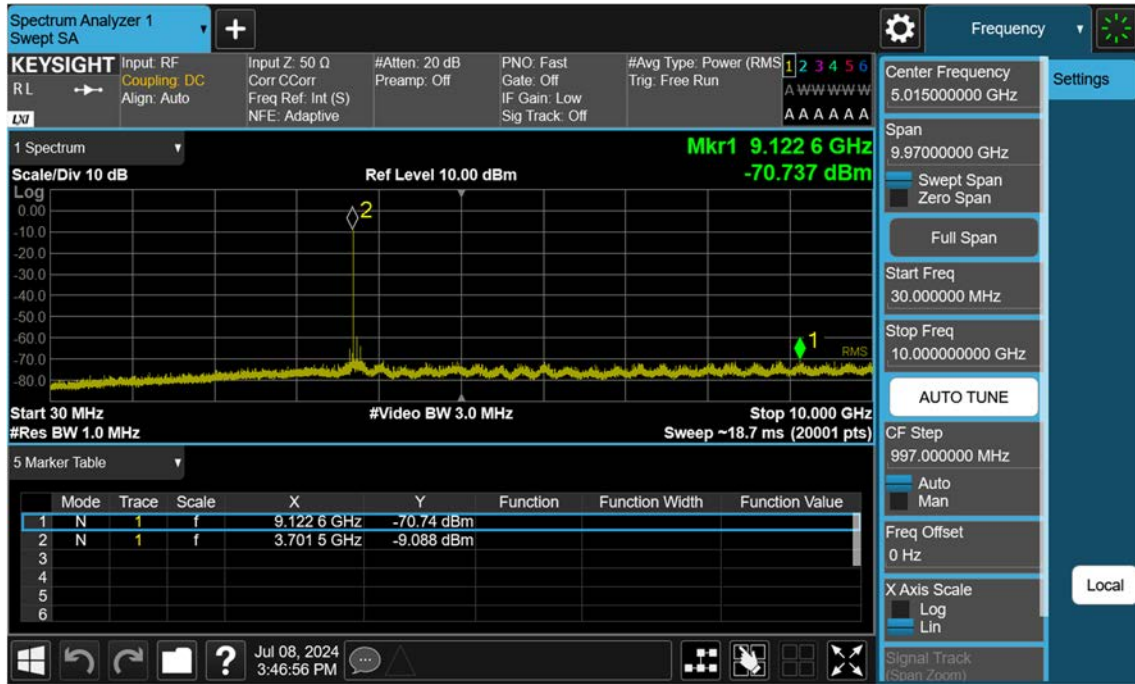 Spectrum Analyzer 1
Swept SA
+
Frequency
KEYSIGHT
RL
LXI
Input: RF
Coupling: DC
Align: Auto
Input Z: 50 Ω
Corr CCorr
Freq Ref: Int (S)
NFE: Adaptive
#Atten: 20 dB
Preamp: Off
PNO: Fast
Gate: Off
IF Gain: Low
Sig Track: Off
#Avg Type: Power (RMS
Trig: Free Run
1 2 3 4 5 6
A W W W W W
A A A A A A
1 Spectrum
Scale/Div 10 dB
Ref Level 10.00 dBm
Mkr1 9.122 6 GHz
-70.737 dBm
Log
0.00
-10.0
-20.0
-30.0
-40.0
-50.0
-60.0
-70.0
-80.0
2
1
RMS
Start 30 MHz
#Video BW 3.0 MHz
Stop 10.000 GHz
#Res BW 1.0 MHz
Sweep ~18.7 ms (20001 pts)
5 Marker Table
Mode Trace Scale X Y Function Function Width Function Value
1 N 1 f 9.122 6 GHz -70.74 dBm
2 N 1 f 3.701 5 GHz -9.088 dBm
3
4
5
6
?
Jul 08, 2024
3:46:56 PM
Center Frequency
5.015000000 GHz
Settings
Span
9.97000000 GHz
Swept Span
Zero Span
Full Span
Start Freq
30.000000 MHz
Stop Freq
10.000000000 GHz
AUTO TUNE
CF Step
997.000000 MHz
Auto
Man
Freq Offset
0 Hz
X Axis Scale
Log
Lin
Local
Signal Track
(Span Zoom)